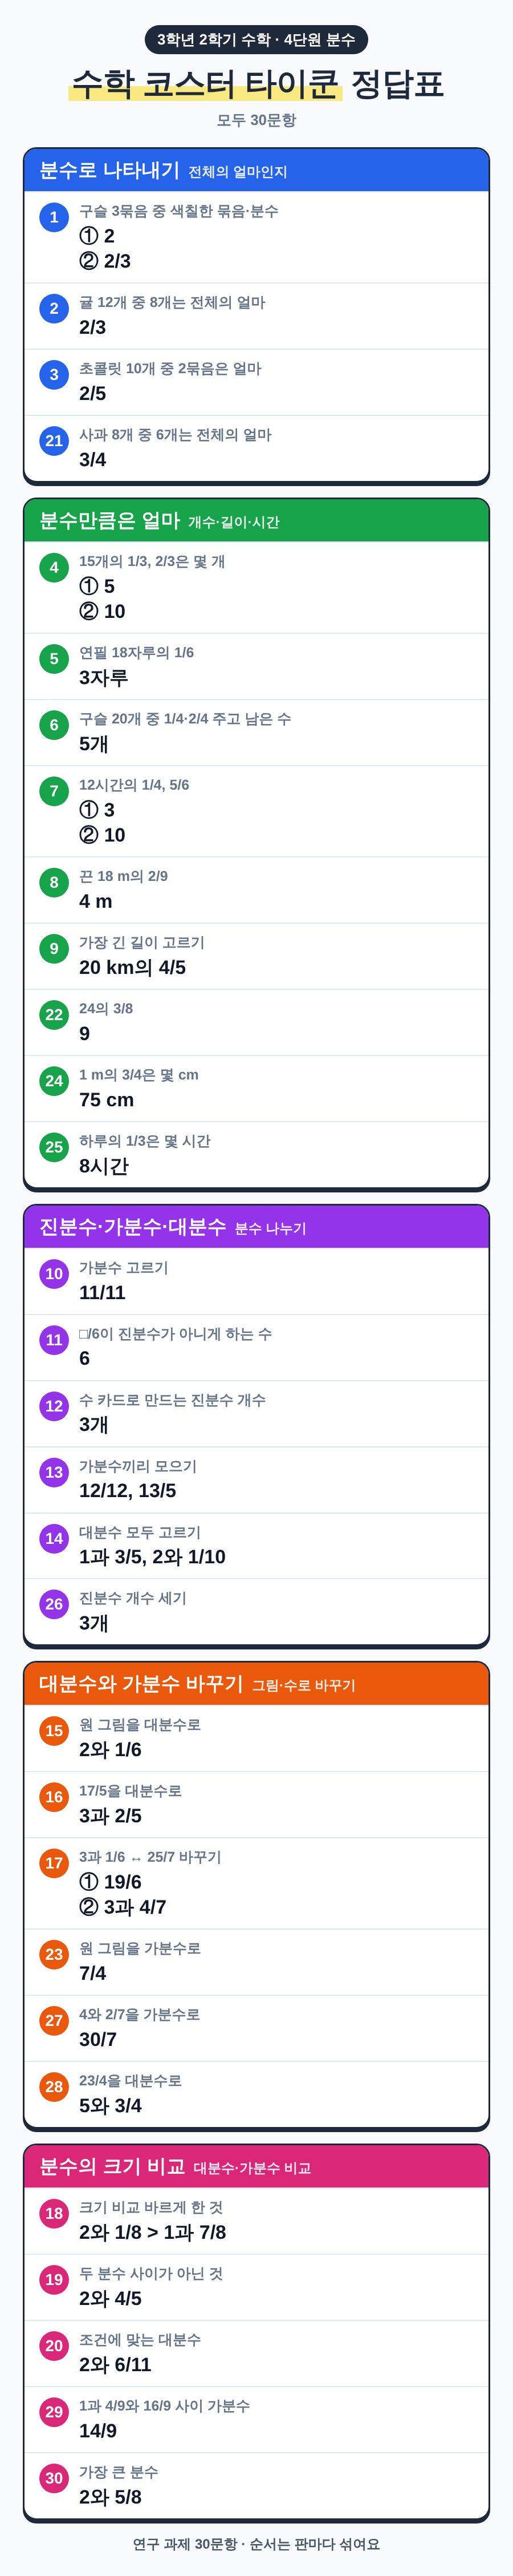 3학년 2학기 수학 · 4단원 분수
수학 코스터 타이쿤 정답표
모두 30문항
분수로 나타내기 전체의 얼마인지
1 구슬 3묶음 중 색칠한 묶음·분수
① 2
② 2/3
2 귤 12개 중 8개는 전체의 얼마
2/3
3 초콜릿 10개 중 2묶음은 얼마
2/5
21 사과 8개 중 6개는 전체의 얼마
3/4
분수만큼은 얼마 개수·길이·시간
4 15개의 1/3, 2/3은 몇 개
① 5
② 10
5 연필 18자루의 1/6
3자루
6 구슬 20개 중 1/4·2/4 주고 남은 수
5개
7 12시간의 1/4, 5/6
① 3
② 10
8 끈 18 m의 2/9
4 m
9 가장 긴 길이 고르기
20 km의 4/5
22 24의 3/8
9
24 1 m의 3/4은 몇 cm
75 cm
25 하루의 1/3은 몇 시간
8시간
진분수·가분수·대분수 분수 나누기
10 가분수 고르기
11/11
11 □/6이 진분수가 아니게 하는 수
6
12 수 카드로 만드는 진분수 개수
3개
13 가분수끼리 모으기
12/12, 13/5
14 대분수 모두 고르기
1과 3/5, 2와 1/10
26 진분수 개수 세기
3개
대분수와 가분수 바꾸기 그림·수로 바꾸기
15 원 그림을 대분수로
2와 1/6
16 17/5을 대분수로
3과 2/5
17 3과 1/6 ↔ 25/7 바꾸기
① 19/6
② 3과 4/7
23 원 그림을 가분수로
7/4
27 4와 2/7을 가분수로
30/7
28 23/4을 대분수로
5와 3/4
분수의 크기 비교 대분수·가분수 비교
18 크기 비교 바르게 한 것
2와 1/8 > 1과 7/8
19 두 분수 사이가 아닌 것
2와 4/5
20 조건에 맞는 대분수
2와 6/11
29 1과 4/9와 16/9 사이 가분수
14/9
30 가장 큰 분수
2와 5/8
연구 과제 30문항 · 순서는 판마다 섞여요